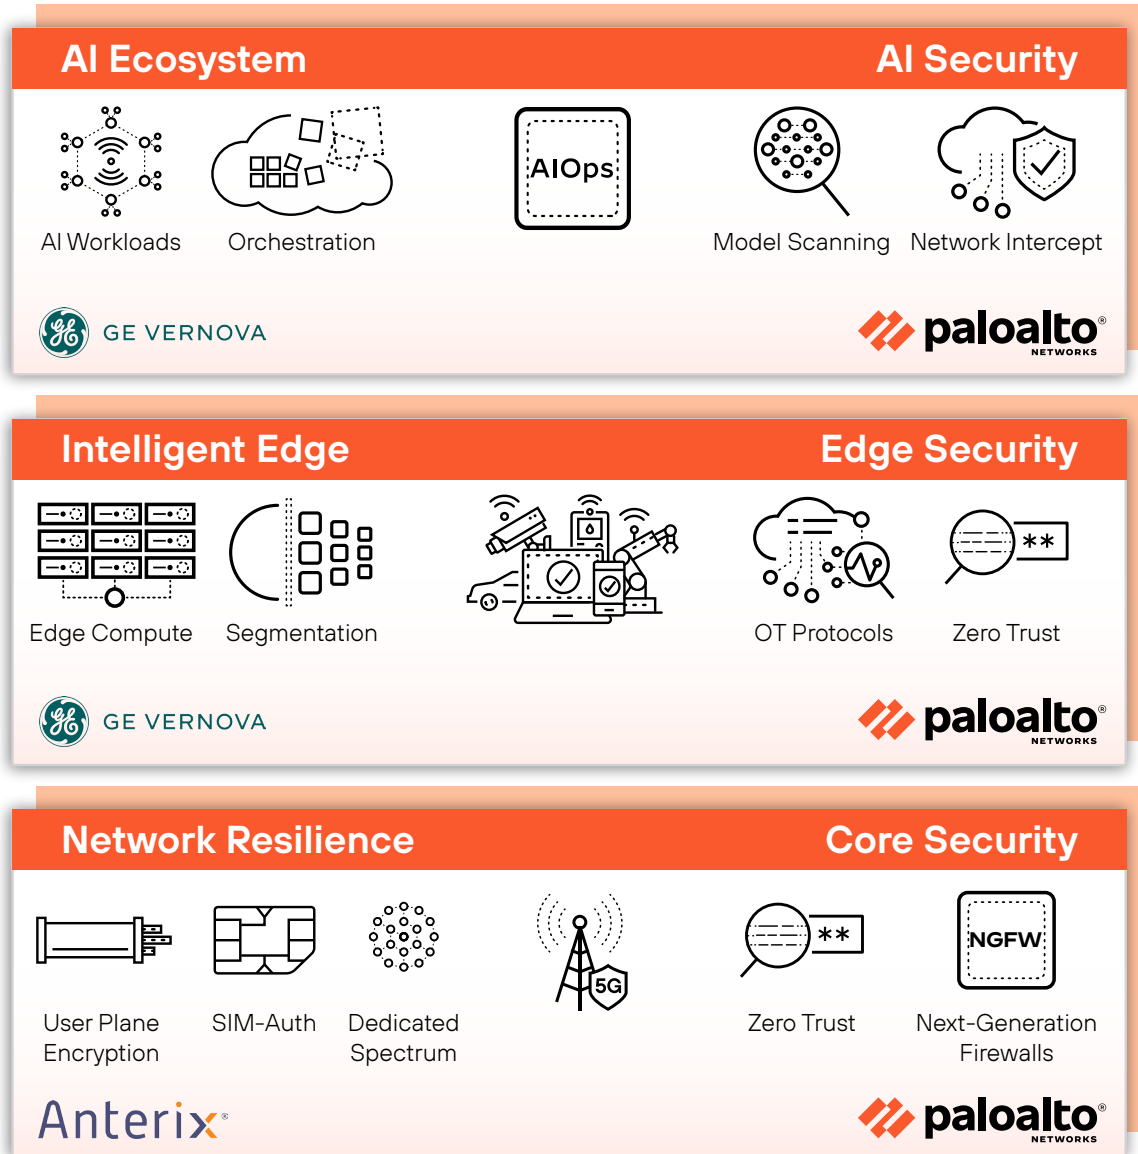 AI Ecosystem
AI Security
AIOps
AI Workloads
Orchestration
Model Scanning
Network Intercept
GE VERNOVA
paloalto®
NETWORKS
Intelligent Edge
Edge Security
**
Edge Compute
Segmentation
OT Protocols
Zero Trust
GE VERNOVA
paloalto®
NETWORKS
Network Resilience
Core Security
5G
**
NGFW
User Plane
Encryption
SIM-Auth
Dedicated
Spectrum
Zero Trust
Next-Generation
Firewalls
Anterix®
paloalto®
NETWORKS